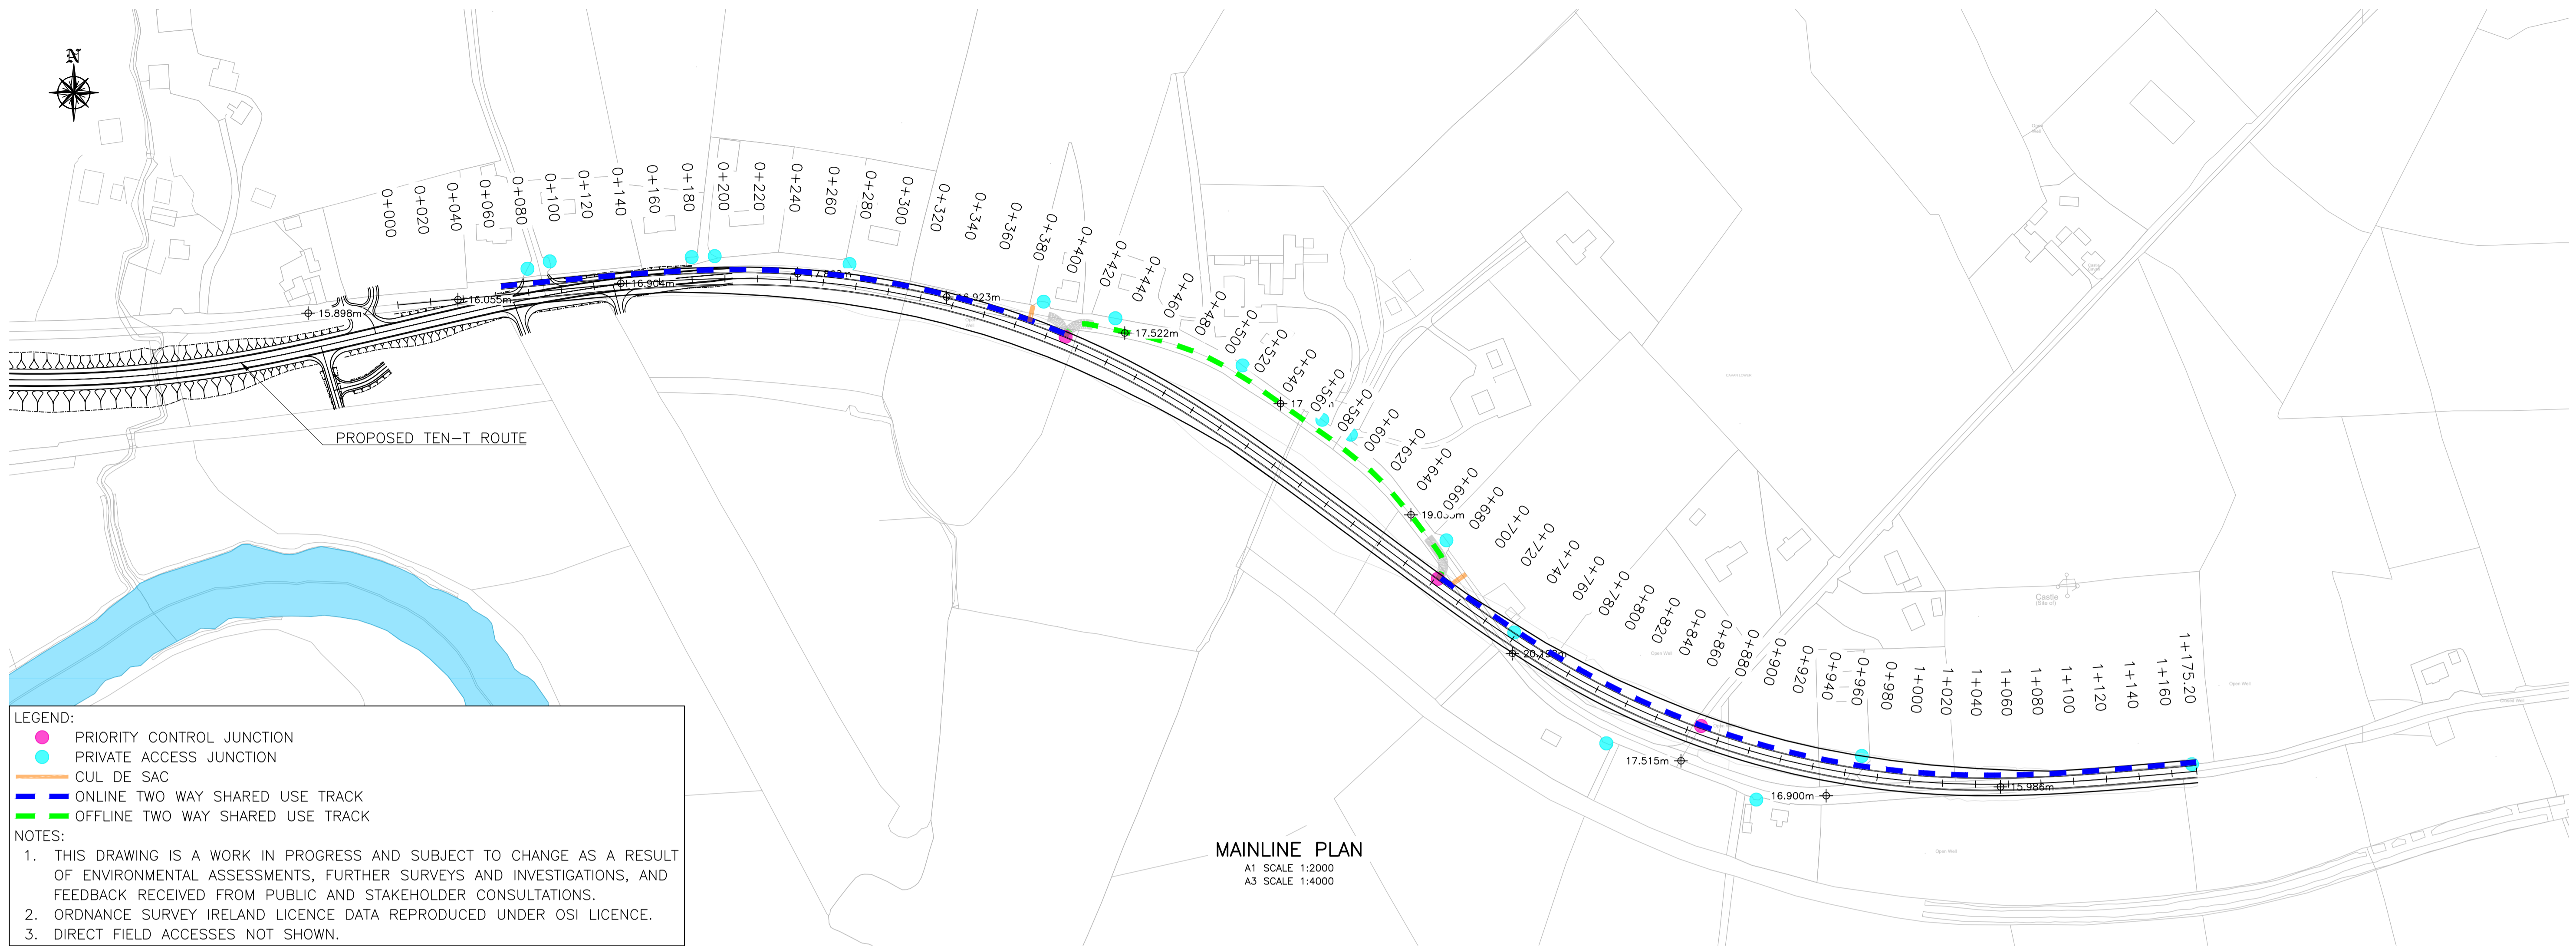 N
0+000
0+020
0+040
0+060
0+080
0+100
0+120
0+140
0+160
0+180
0+200
0+220
0+240
0+260
0+280
0+300
0+320
0+340
0+360
0+380
0+400
0+420
0+440
0+460
0+480
0+500
0+520
0+540
0+560
0+580
0+600
0+620
0+640
0+660
0+680
0+700
0+720
0+740
0+760
0+780
0+800
0+820
0+840
0+860
0+880
0+900
0+920
0+940
0+960
0+980
1+000
1+020
1+040
1+060
1+080
1+100
1+120
1+140
1+160
1+175.20
15.898m
16.055m
16.904m
17.522m
17.515m
16.900m
15.986m
PROPOSED TEN-T ROUTE
Castle
(Site of)
Open Well
Open Well
Open Well
MAINLINE PLAN
A1 SCALE 1:2000
A3 SCALE 1:4000
LEGEND:
PRIORITY CONTROL JUNCTION
PRIVATE ACCESS JUNCTION
CUL DE SAC
ONLINE TWO WAY SHARED USE TRACK
OFFLINE TWO WAY SHARED USE TRACK
NOTES:
1. THIS DRAWING IS A WORK IN PROGRESS AND SUBJECT TO CHANGE AS A RESULT
OF ENVIRONMENTAL ASSESSMENTS, FURTHER SURVEYS AND INVESTIGATIONS, AND
FEEDBACK RECEIVED FROM PUBLIC AND STAKEHOLDER CONSULTATIONS.
2. ORDNANCE SURVEY IRELAND LICENCE DATA REPRODUCED UNDER OSI LICENCE.
3. DIRECT FIELD ACCESSES NOT SHOWN.